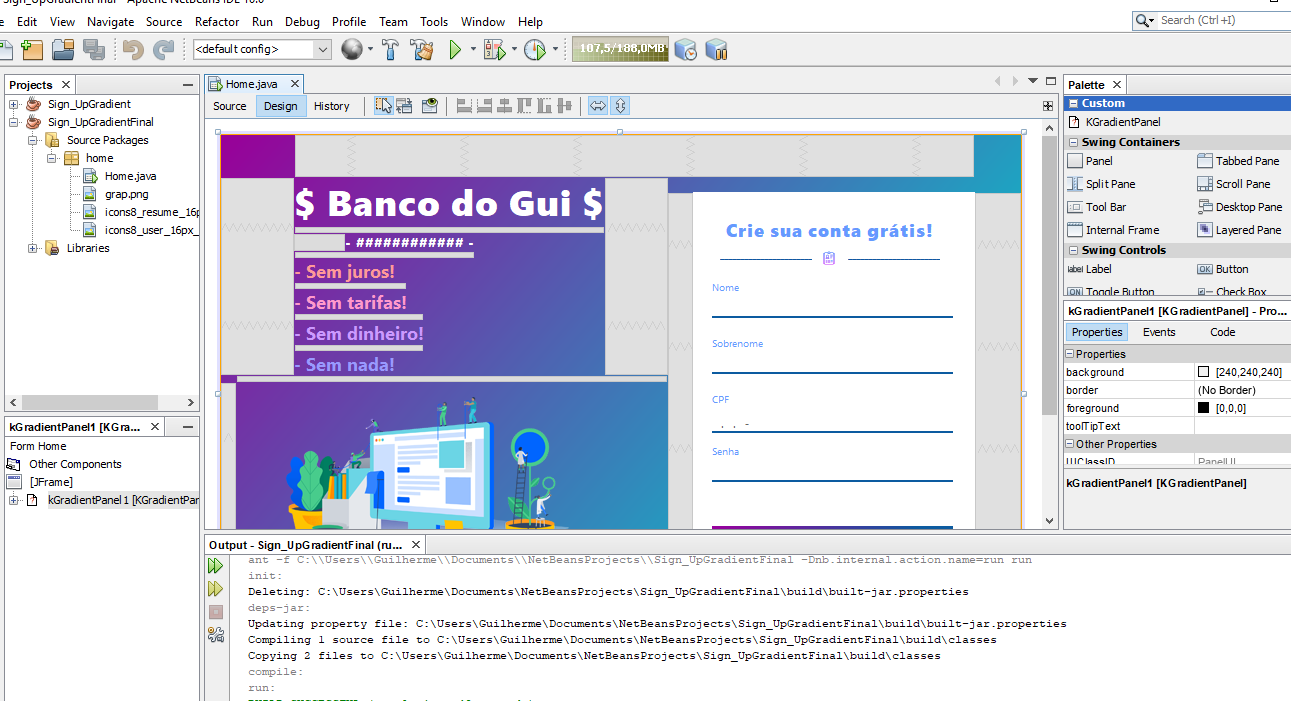 Sign_UpGradientFinal - Apache NetBeans IDE 10.0
e Edit View Navigate Source Refactor Run Debug Profile Team Tools Window Help
Search (Ctrl+I)
<default config>
107,5/188,0MB
Projects
Sign_UpGradient
Sign_UpGradientFinal
Source Packages
home
Home.java
grap.png
icons8_resume_16p
icons8_user_16px_
Libraries
kGradientPanel1 [KGra...
Form Home
Other Components
[JFrame]
kGradientPanel1 [KGradientPar
Home.java
Source Design History
$ Banco do Gui $
- ############ -
- Sem juros!
- Sem tarifas!
- Sem dinheiro!
- Sem nada!
Crie sua conta grátis!
Nome
Sobrenome
CPF
. . -
Senha
Palette
Custom
KGradientPanel
Swing Containers
Panel Tabbed Pane
Split Pane Scroll Pane
Tool Bar Desktop Pane
Internal Frame Layered Pane
Swing Controls
label Label OK Button
ON Toggle Button Check Box
kGradientPanel1 [KGradientPanel] - Pro...
Properties Events Code
Properties
background [240,240,240]
border (No Border)
foreground [0,0,0]
toolTipText
Other Properties
UIClassID PanelUI
kGradientPanel1 [KGradientPanel]
Output - Sign_UpGradientFinal (ru...
ant -f C:\\Users\\Guilherme\\Documents\\NetBeansProjects\\Sign_UpGradientFinal -Dnb.internal.action.name=run run
init:
Deleting: C:\Users\Guilherme\Documents\NetBeansProjects\Sign_UpGradientFinal\build\built-jar.properties
deps-jar:
Updating property file: C:\Users\Guilherme\Documents\NetBeansProjects\Sign_UpGradientFinal\build\built-jar.properties
Compiling 1 source file to C:\Users\Guilherme\Documents\NetBeansProjects\Sign_UpGradientFinal\build\classes
Copying 2 files to C:\Users\Guilherme\Documents\NetBeansProjects\Sign_UpGradientFinal\build\classes
compile:
run: